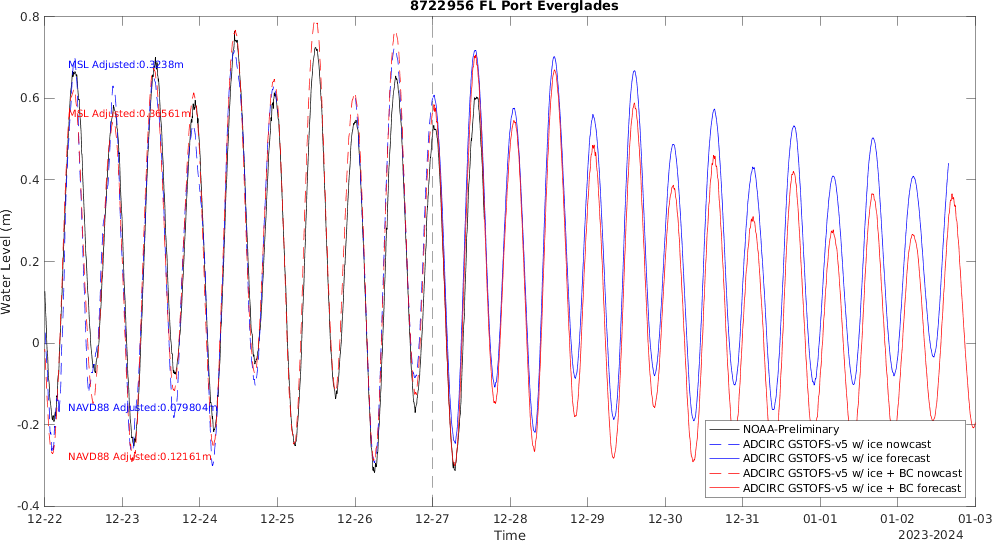 8722956 FL Port Everglades
0.8
0.6
0.4
0.2
0
-0.2
-0.4
Water Level (m)
MSL Adjusted:0.3238m
MSL Adjusted:0.36561m
NAVD88 Adjusted:0.079804m
NAVD88 Adjusted:0.12161m
NOAA-Preliminary
ADCIRC GSTOFS-v5 w/ ice nowcast
ADCIRC GSTOFS-v5 w/ ice forecast
ADCIRC GSTOFS-v5 w/ ice + BC nowcast
ADCIRC GSTOFS-v5 w/ ice + BC forecast
12-22 12-23 12-24 12-25 12-26 12-27 12-28 12-29 12-30 12-31 01-01 01-02 01-03
Time
2023-2024